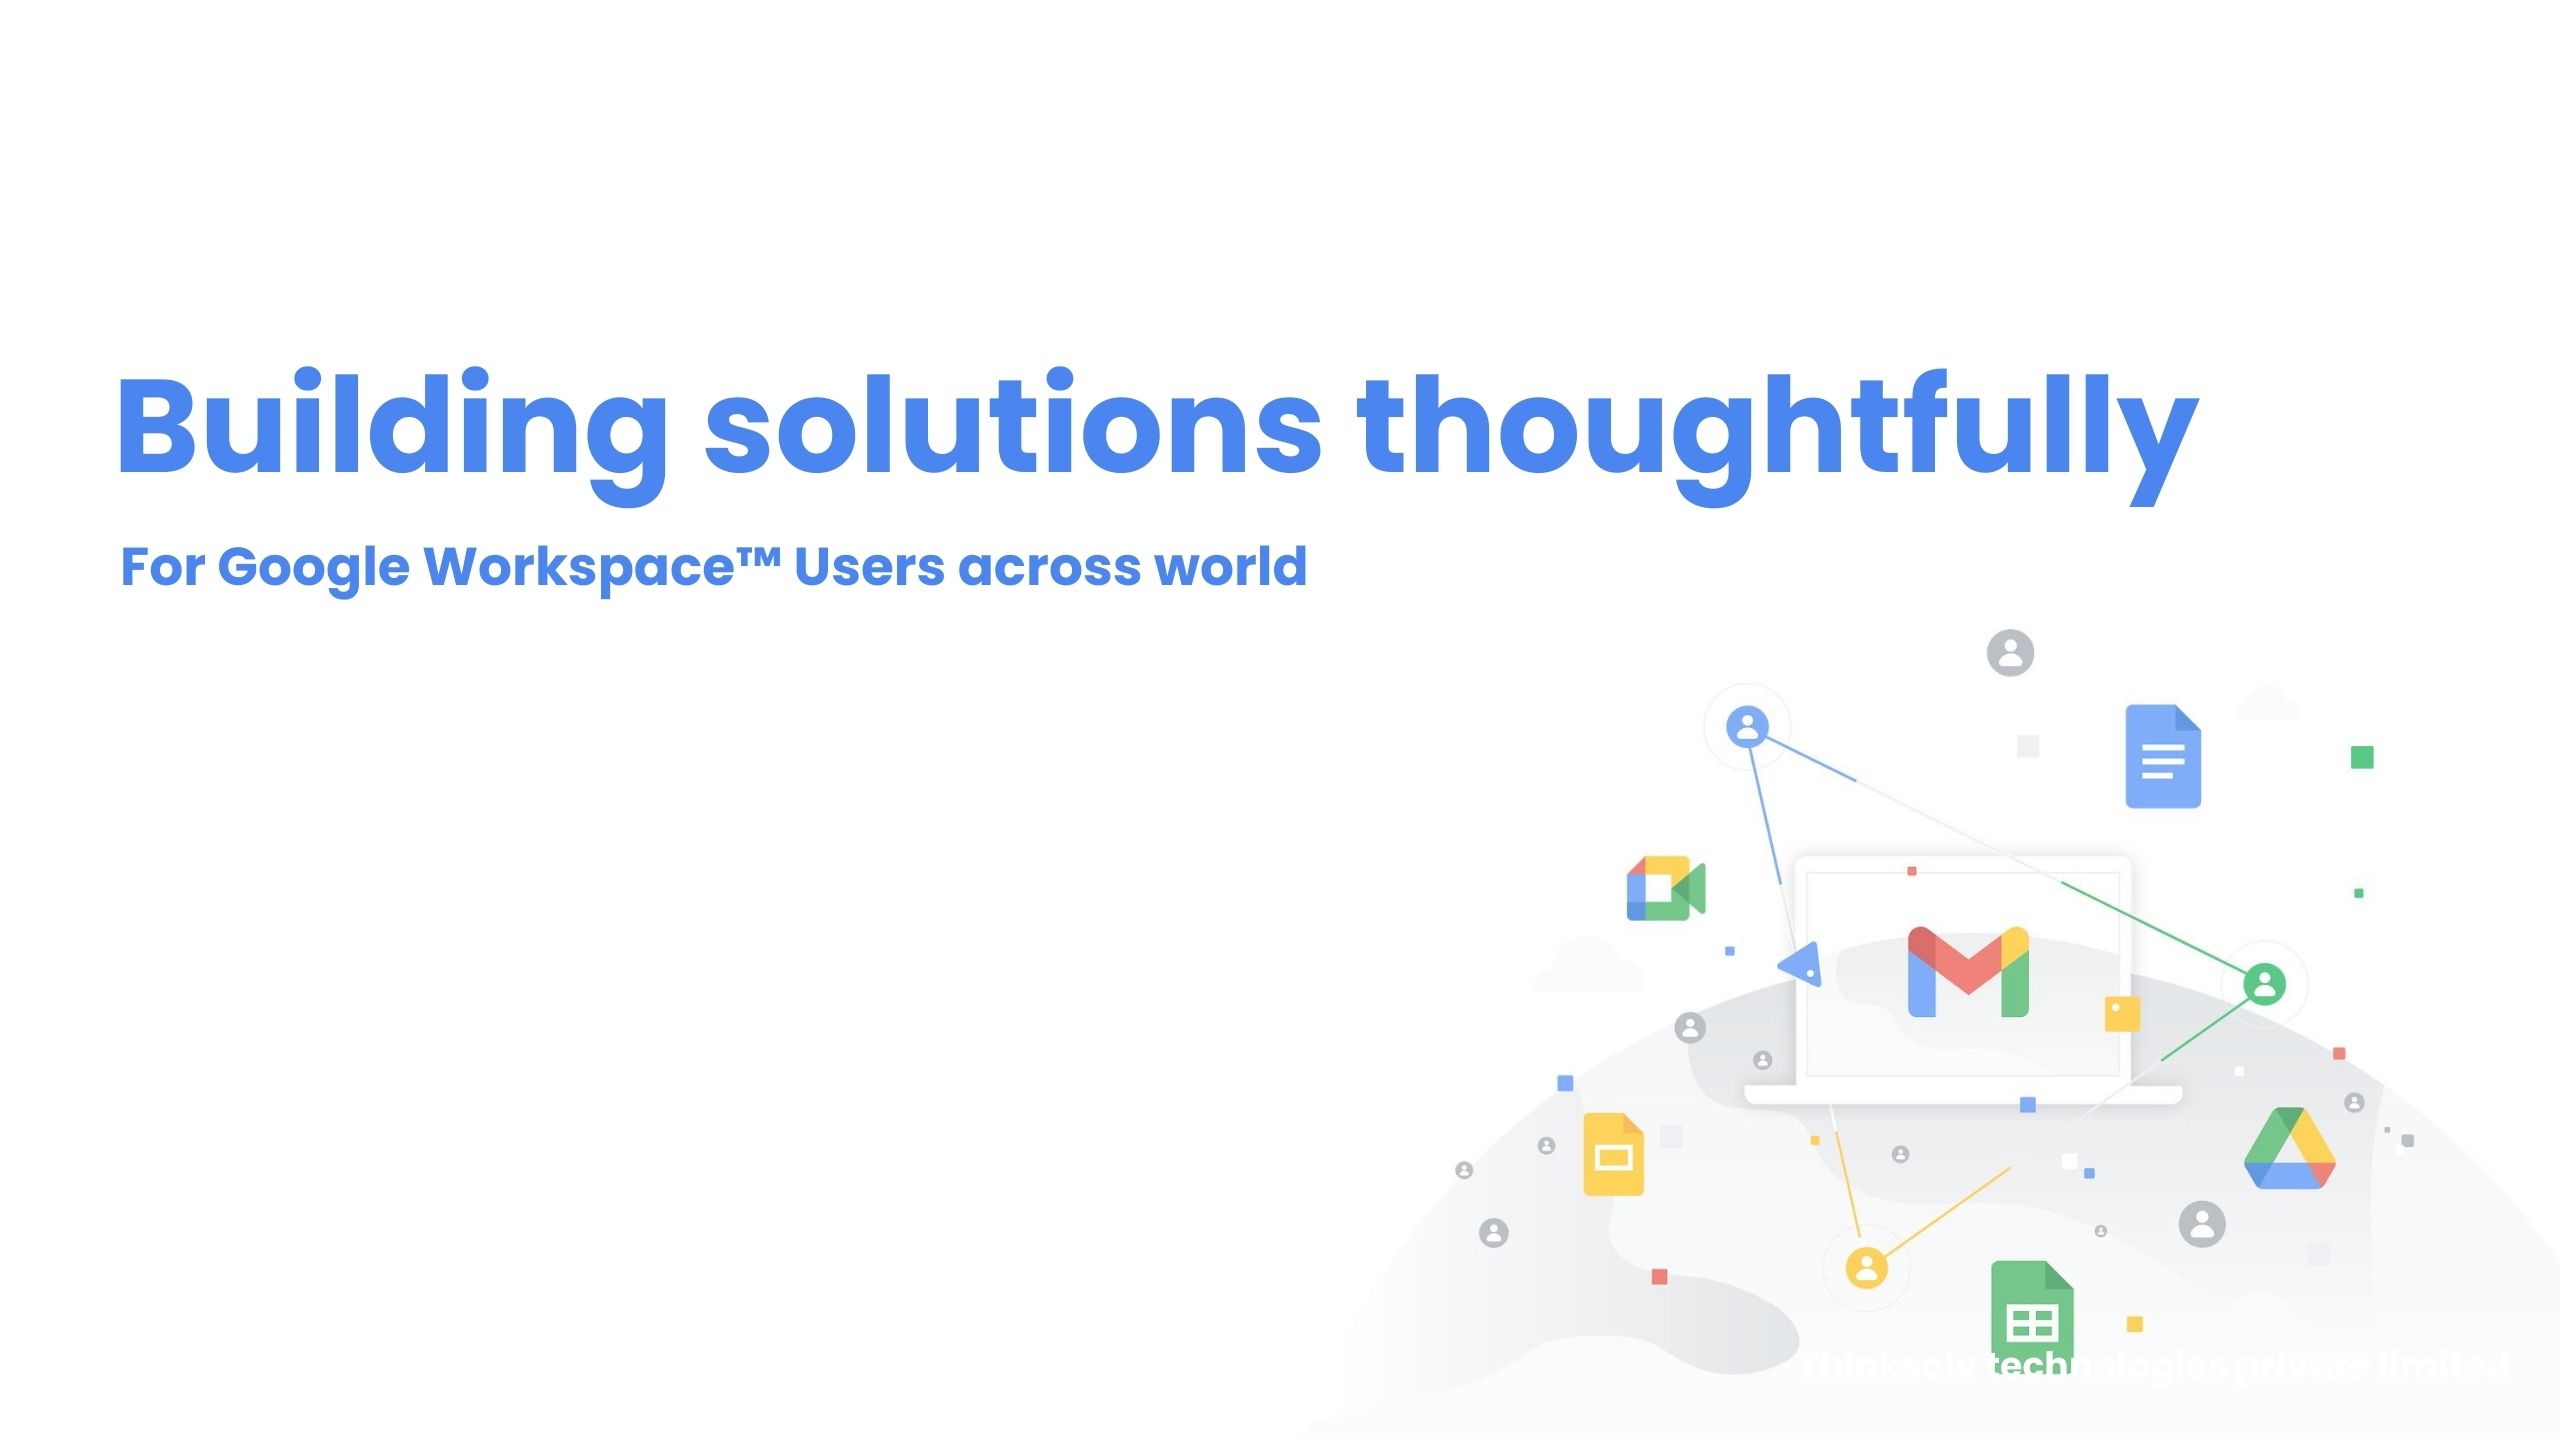 Building solutions thoughtfully
For Google Workspace™ Users across world
Thinksolv technologies private limited